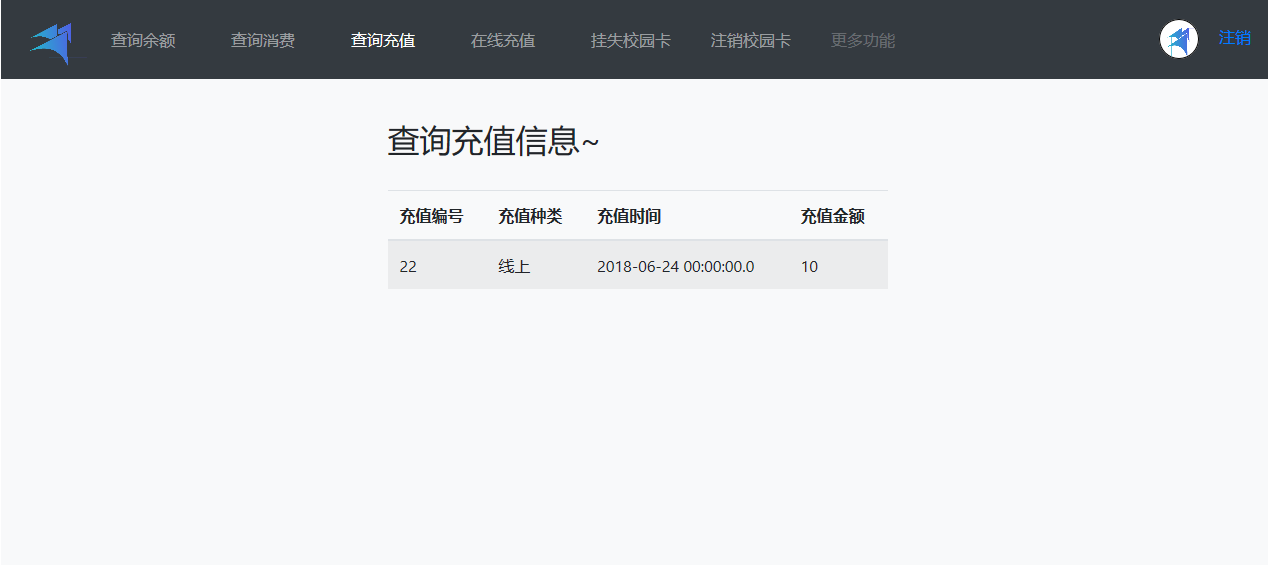 查询余额 查询消费 查询充值 在线充值 挂失校园卡 注销校园卡 更多功能 注销
查询充值信息~
充值编号 充值种类 充值时间 充值金额
22 线上 2018-06-24 00:00:00.0 10